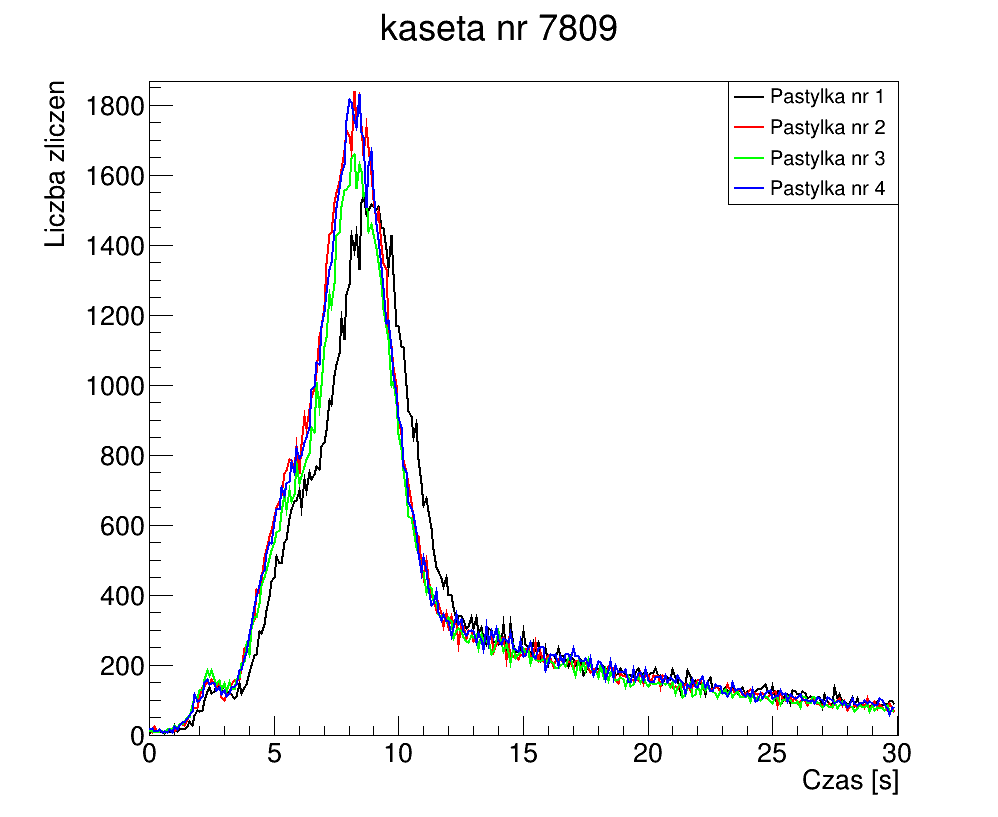 kaseta nr 7809
Liczba zliczen
1800
1600
1400
1200
1000
800
600
400
200
0
0 5 10 15 20 25 30
Czas [s]
Pastylka nr 1
Pastylka nr 2
Pastylka nr 3
Pastylka nr 4